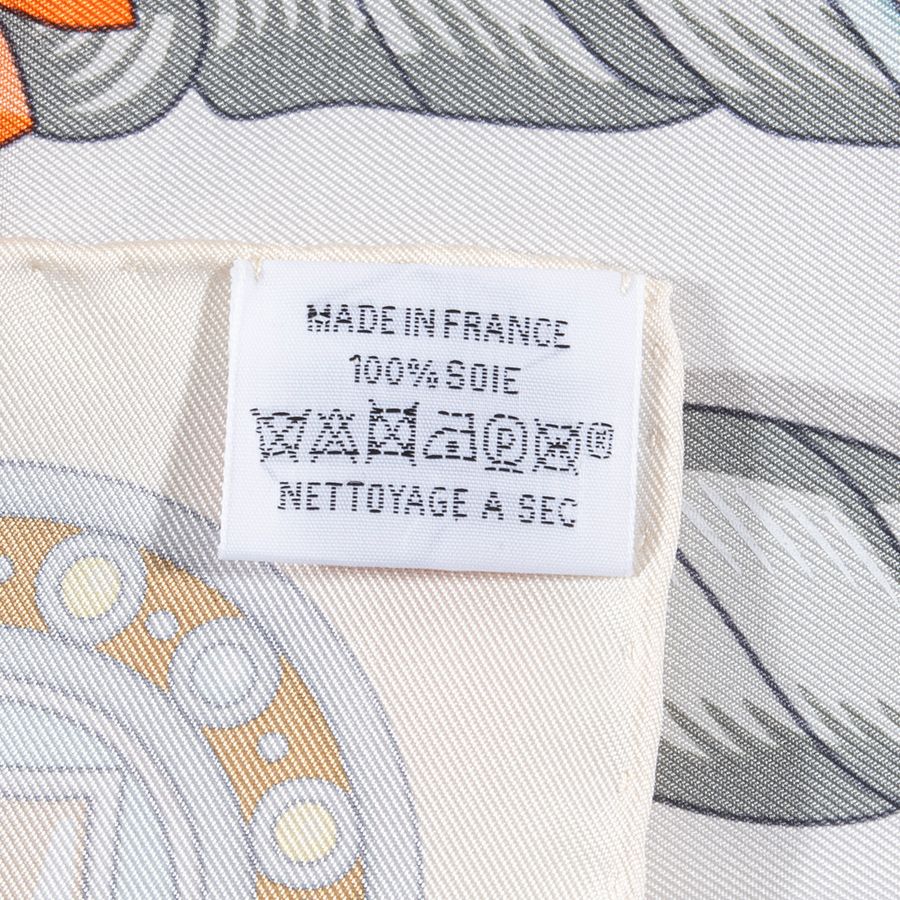 MADE IN FRANCE
100% SOIE
P ®
NETTOYAGE A SEC